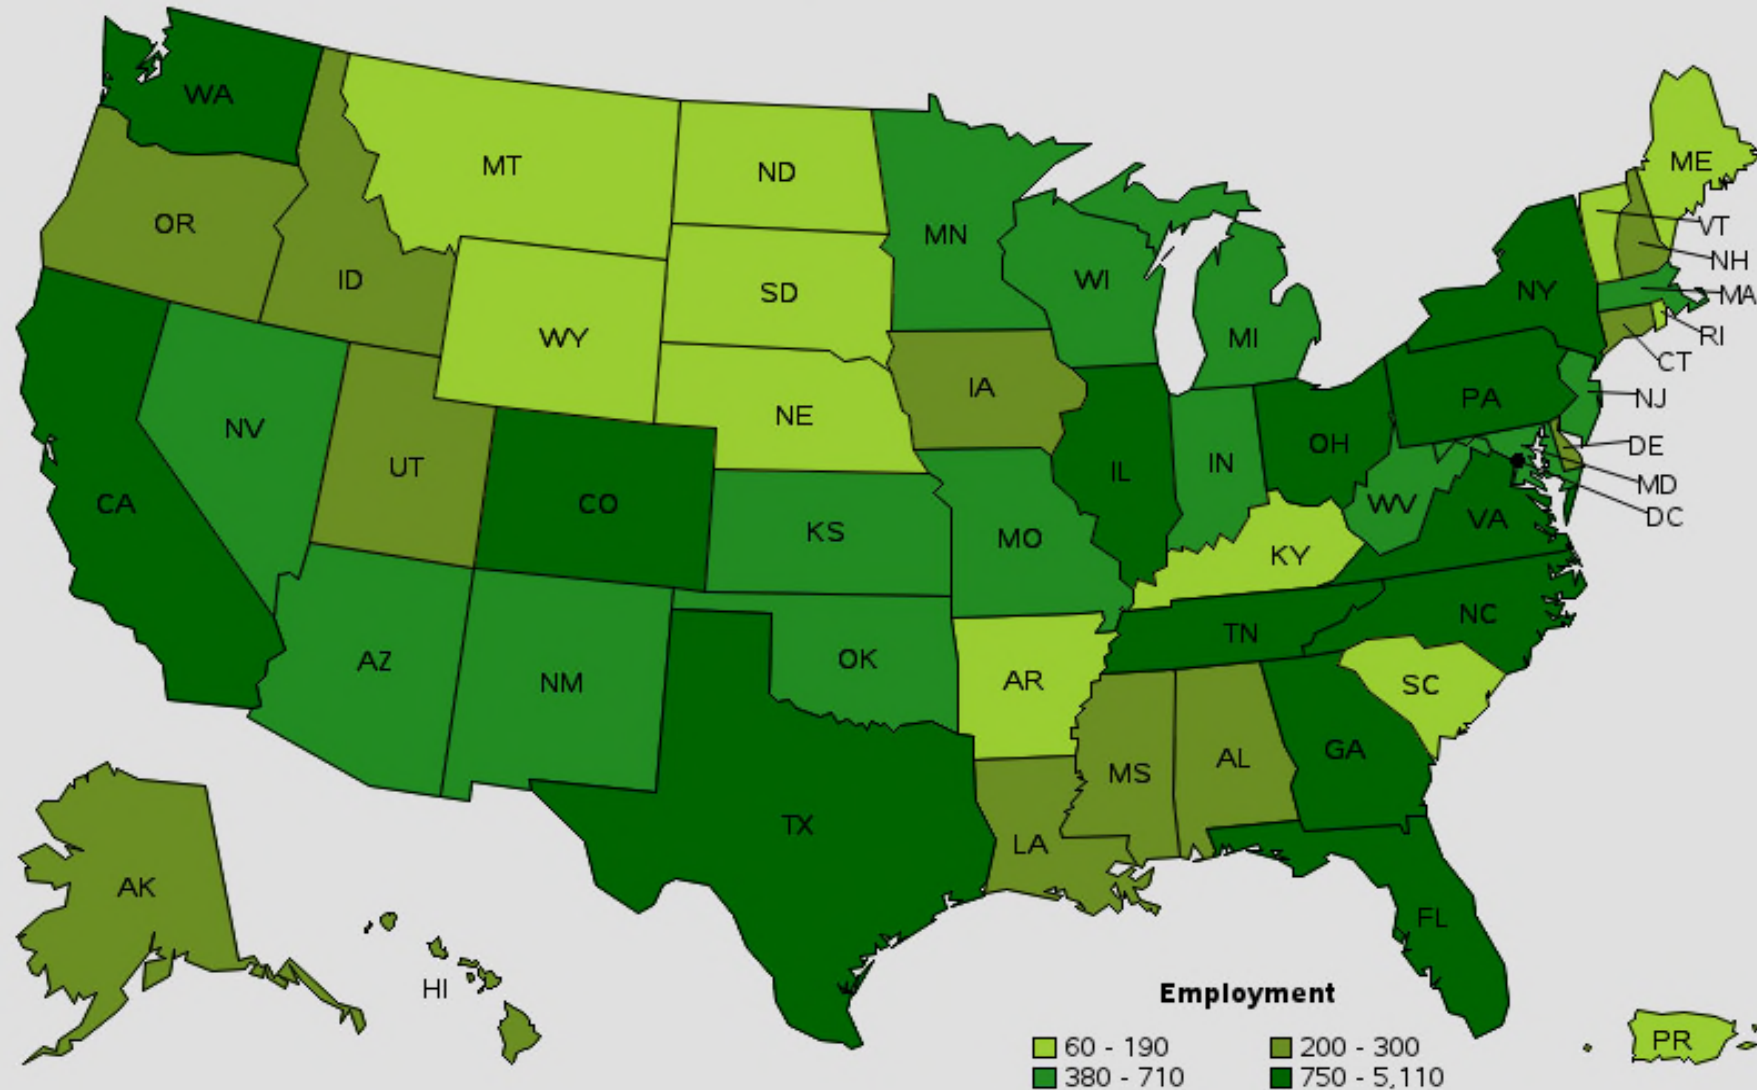 WA
MT
ND
ME
OR
MN
VT
ID
NH
WI
SD
NY
MA
WY
MI
RI
CT
IA
PA
NJ
NE
NV
OH
DE
UT
IN
IL
MD
CA
CO
WV
VA
DC
KS
MO
KY
NC
TN
AZ
OK
NM
AR
SC
GA
AL
MS
TX
LA
AK
FL
HI
Employment
60 - 190
200 - 300
380 - 710
750 - 5,110
PR